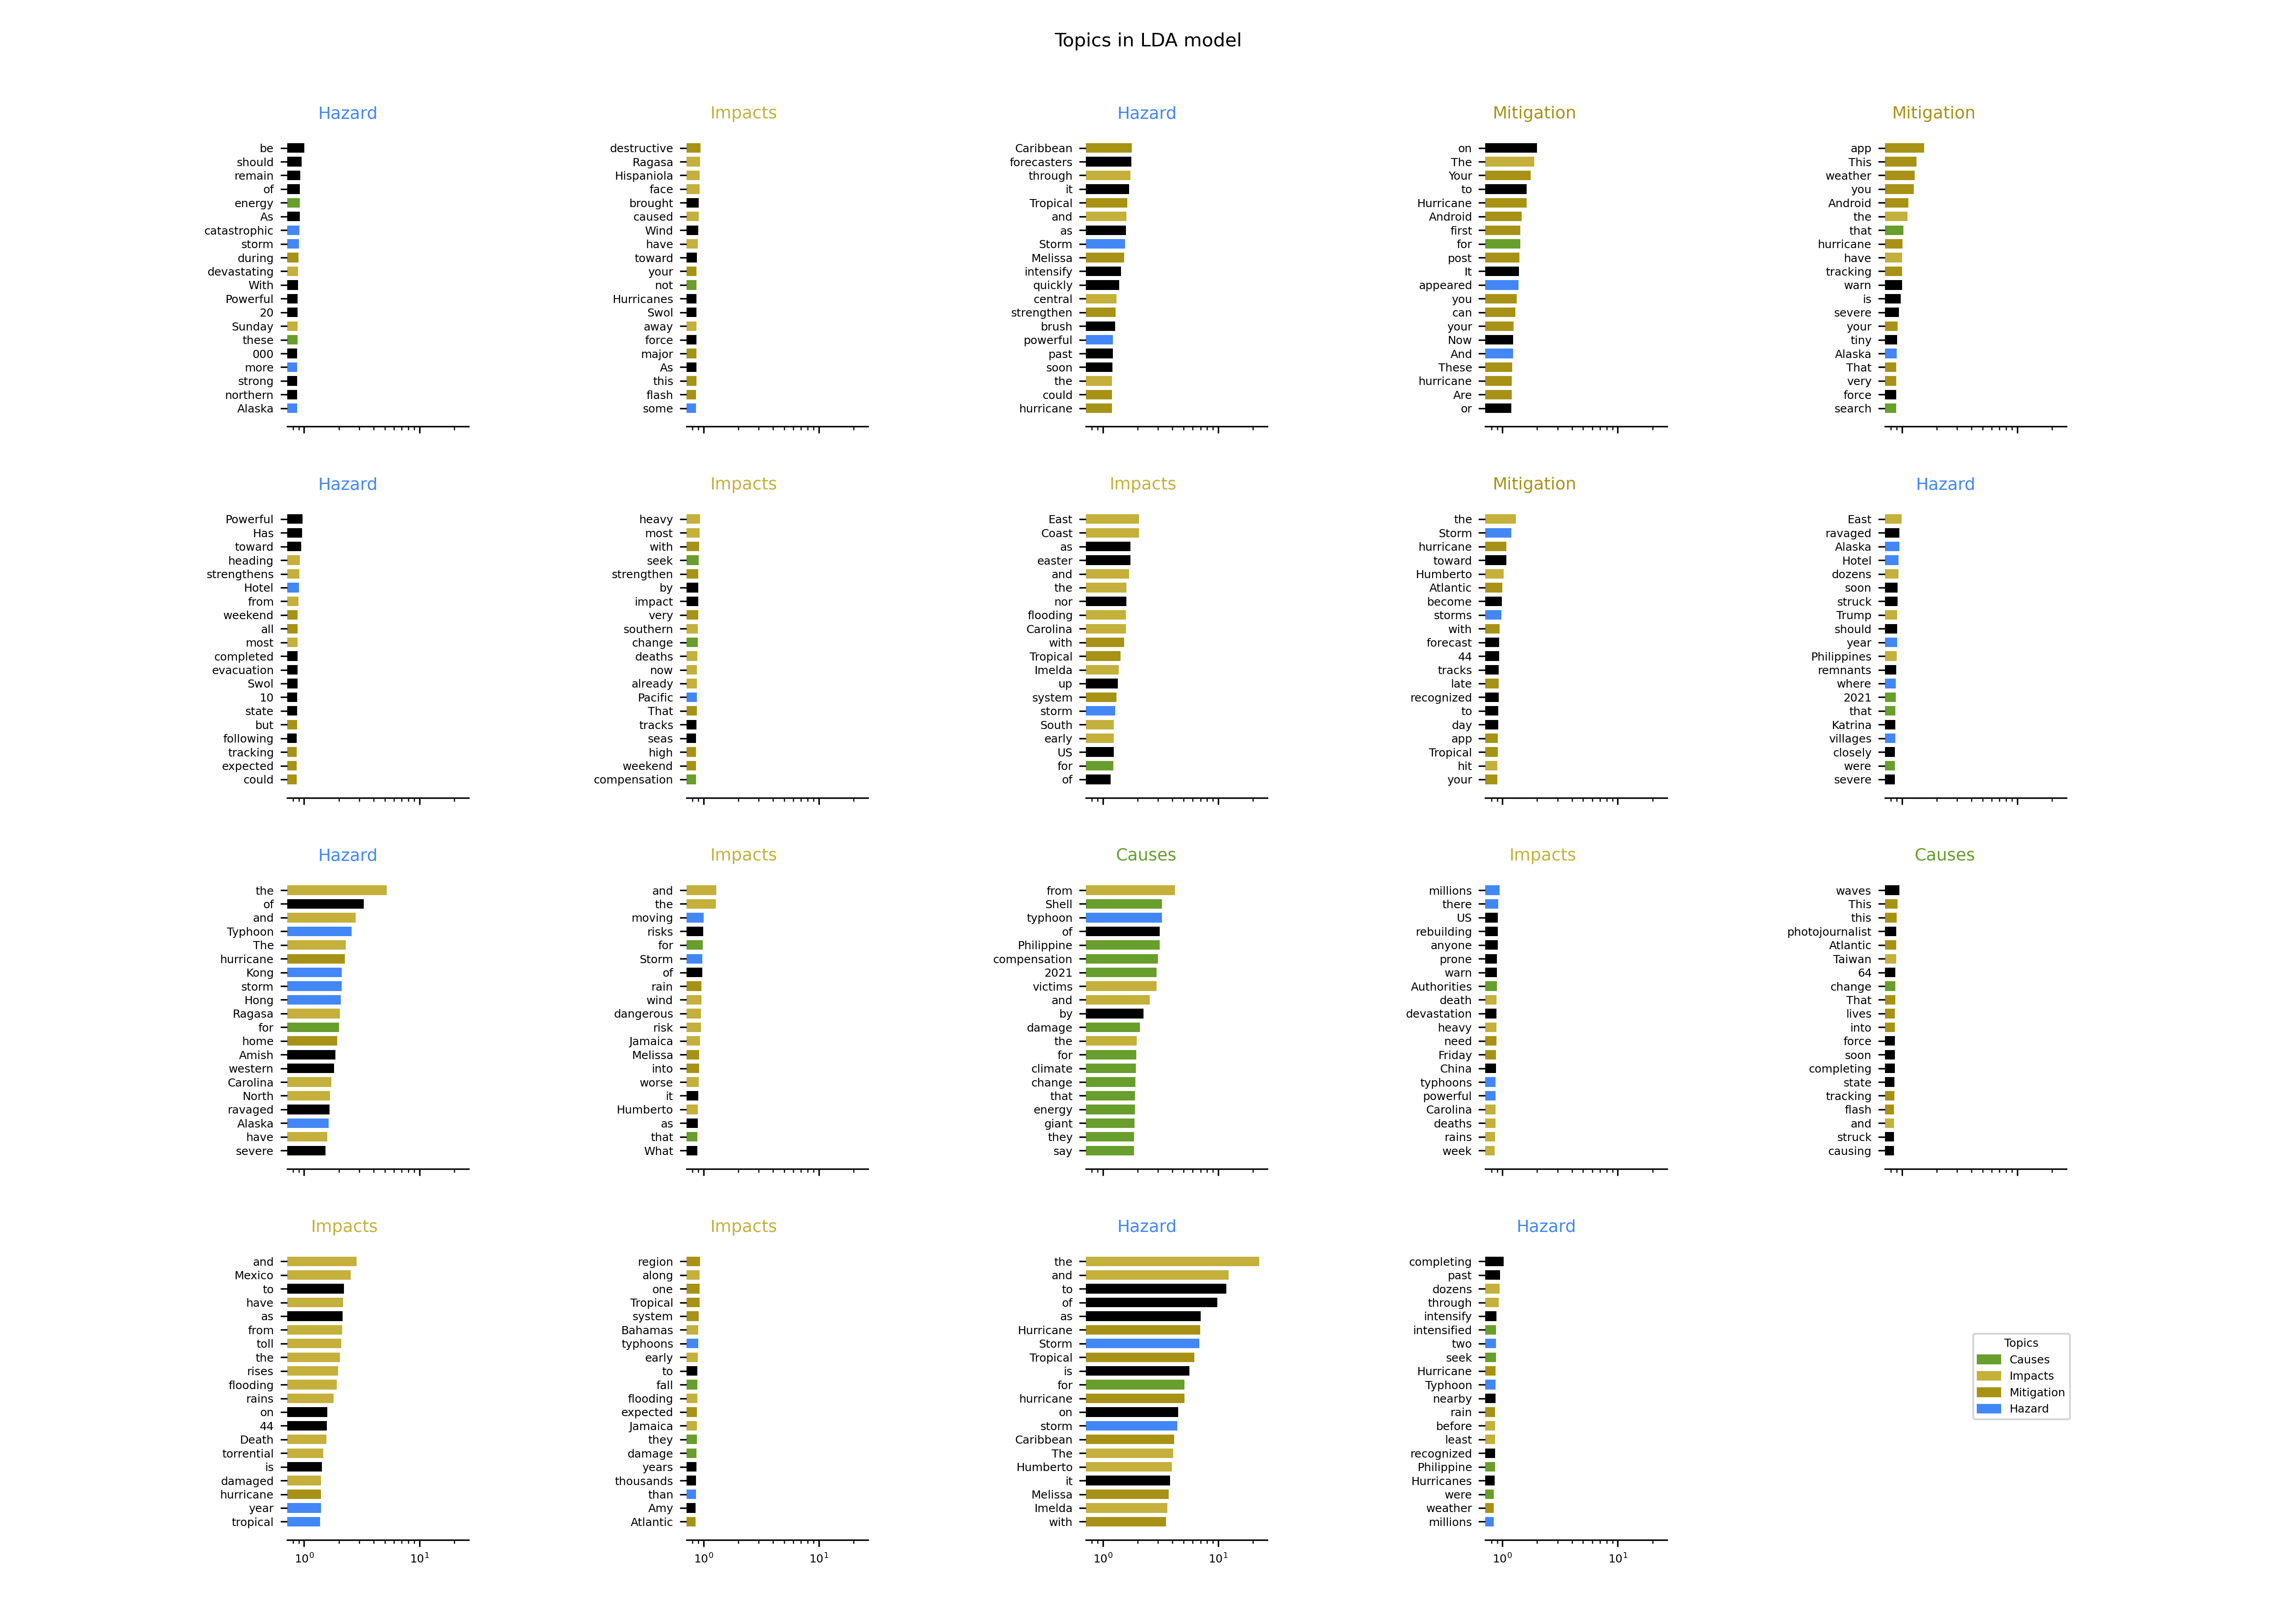 Topics in LDA model
Hazard
be
should
remain
of
energy
As
catastrophic
storm
during
devastating
With
Powerful
20
Sunday
these
000
more
strong
northern
Alaska
Impacts
destructive
Ragasa
Hispaniola
face
brought
caused
Wind
have
toward
your
not
Hurricanes
Swol
away
force
major
As
this
flash
some
Hazard
Caribbean
forecasters
through
it
Tropical
and
as
Storm
Melissa
intensify
quickly
central
strengthen
brush
powerful
past
soon
the
could
hurricane
Mitigation
on
The
Your
to
Hurricane
Android
first
for
post
It
appeared
you
can
your
Now
And
These
hurricane
Are
or
Mitigation
app
This
weather
you
Android
the
that
hurricane
have
tracking
warn
is
severe
your
tiny
Alaska
That
very
force
search
Hazard
Powerful
Has
toward
heading
strengthens
Hotel
from
weekend
all
most
completed
evacuation
Swol
10
state
but
following
tracking
expected
could
Impacts
heavy
most
with
seek
strengthen
by
impact
very
southern
change
deaths
now
already
Pacific
That
tracks
seas
high
weekend
compensation
Impacts
East
Coast
as
easter
and
the
nor
flooding
Carolina
with
Tropical
Imelda
up
system
storm
South
early
US
for
of
Mitigation
the
Storm
hurricane
toward
Humberto
Atlantic
become
storms
with
forecast
44
tracks
late
recognized
to
day
app
Tropical
hit
your
Hazard
East
ravaged
Alaska
Hotel
dozens
soon
struck
Trump
should
year
Philippines
remnants
where
2021
that
Katrina
villages
closely
were
severe
Hazard
the
of
and
Typhoon
The
hurricane
Kong
storm
Hong
Ragasa
for
home
Amish
western
Carolina
North
ravaged
Alaska
have
severe
Impacts
and
the
moving
risks
for
Storm
of
rain
wind
dangerous
risk
Jamaica
Melissa
into
worse
it
Humberto
as
that
What
Causes
from
Shell
typhoon
of
Philippine
compensation
2021
victims
and
by
damage
the
for
climate
change
that
energy
giant
they
say
Impacts
millions
there
US
rebuilding
anyone
prone
warn
Authorities
death
devastation
heavy
need
Friday
China
typhoons
powerful
Carolina
deaths
rains
week
Causes
waves
This
this
photojournalist
Atlantic
Taiwan
64
change
That
lives
into
force
soon
completing
state
tracking
flash
and
struck
causing
Impacts
and
Mexico
to
have
as
from
toll
the
rises
flooding
rains
on
44
Death
torrential
is
damaged
hurricane
year
tropical
10⁰ 10¹
Impacts
region
along
one
Tropical
system
Bahamas
typhoons
early
to
fall
flooding
expected
Jamaica
they
damage
years
thousands
than
Amy
Atlantic
10⁰ 10¹
Hazard
the
and
to
of
as
Hurricane
Storm
Tropical
is
for
hurricane
on
storm
Caribbean
The
Humberto
it
Melissa
Imelda
with
10⁰ 10¹
Hazard
completing
past
dozens
through
intensify
intensified
two
seek
Hurricane
Typhoon
nearby
rain
before
least
recognized
Philippine
Hurricanes
were
weather
millions
10⁰ 10¹
Topics
Causes
Impacts
Mitigation
Hazard